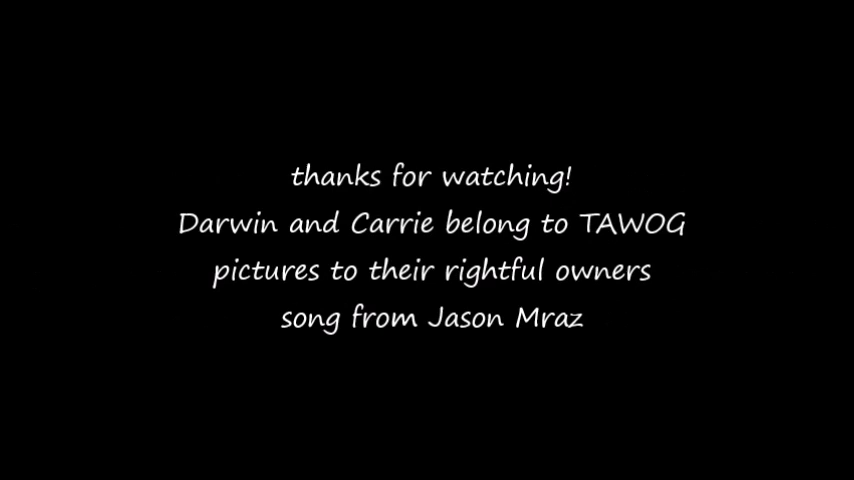 thanks for watching!
Darwin and Carrie belong to TAWOG
pictures to their rightful owners
song from Jason Mraz